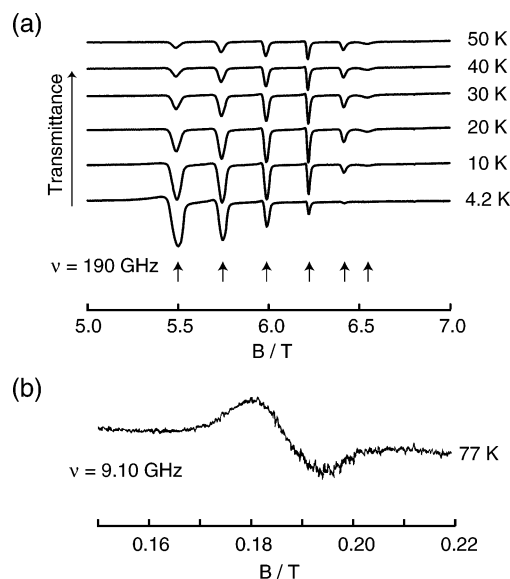 (a)
50 K
40 K
30 K
20 K
10 K
4.2 K
Transmittance
ν = 190 GHz
5.0 5.5 6.0 6.5 7.0
B / T
(b)
77 K
ν = 9.10 GHz
0.16 0.18 0.20 0.22
B / T